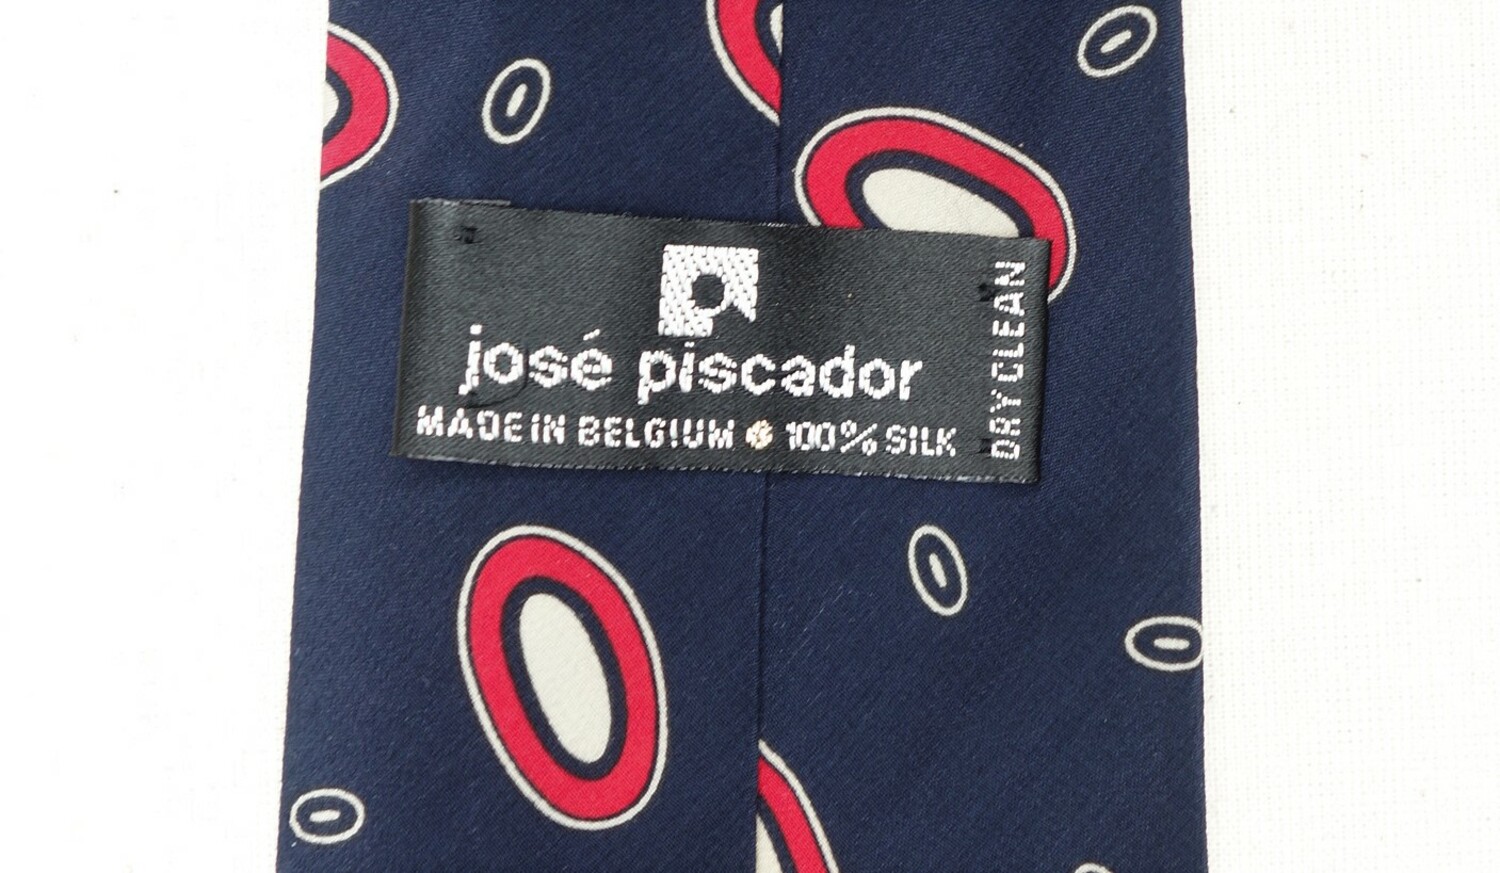 josé piscador
MADE IN BELGIUM 100% SILK
DRY CLEAN